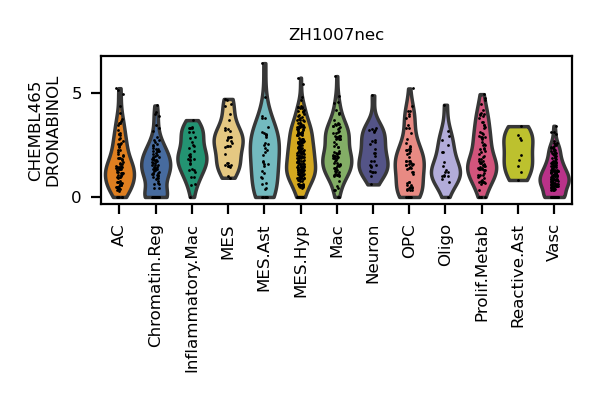 ZH1007nec
CHEMBL465
DRONABINOL
5
0
AC
Chromatin.Reg
Inflammatory.Mac
MES
MES.Ast
MES.Hyp
Mac
Neuron
OPC
Oligo
Prolif.Metab
Reactive.Ast
Vasc